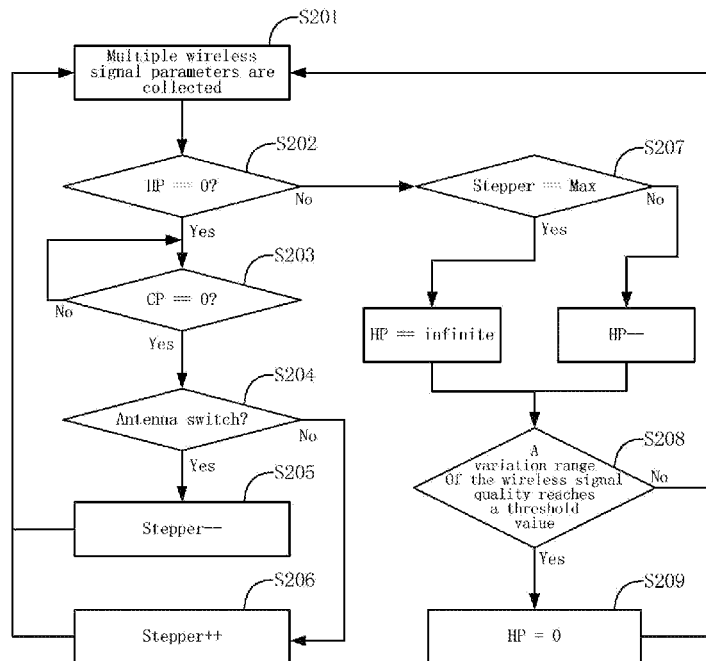 S201
Multiple wireless
signal parameters are
collected
S202
HP == 0?
No
Yes
S207
Stepper == Max
No
Yes
S203
CP == 0?
No
Yes
HP == infinite
HP--
S204
Antenna switch?
No
Yes
S205
Stepper--
S206
Stepper++
S208
A
variation range
Of the wireless signal
quality reaches
a threshold
value
No
Yes
S209
HP = 0